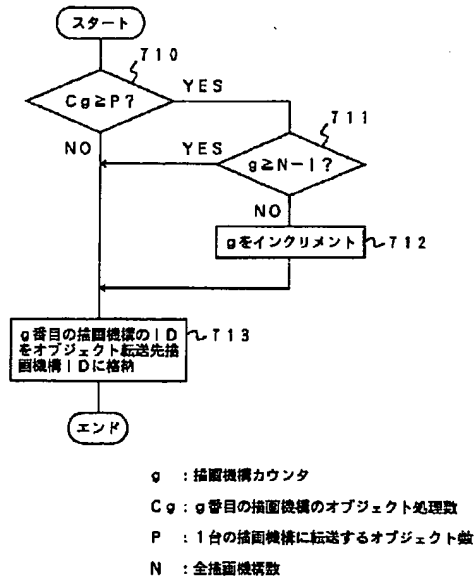 スタート
710
Cg≧P?
YES
NO
711
g≧N-1?
YES
NO
gをインクリメント
712
g番目の描画機構のID
をオブジェクト転送先描
画機構IDに格納
713
エンド
g :描画機構カウンタ
Cg:g番目の描画機構のオブジェクト処理数
P :1台の描画機構に転送するオブジェクト数
N :全描画機構数